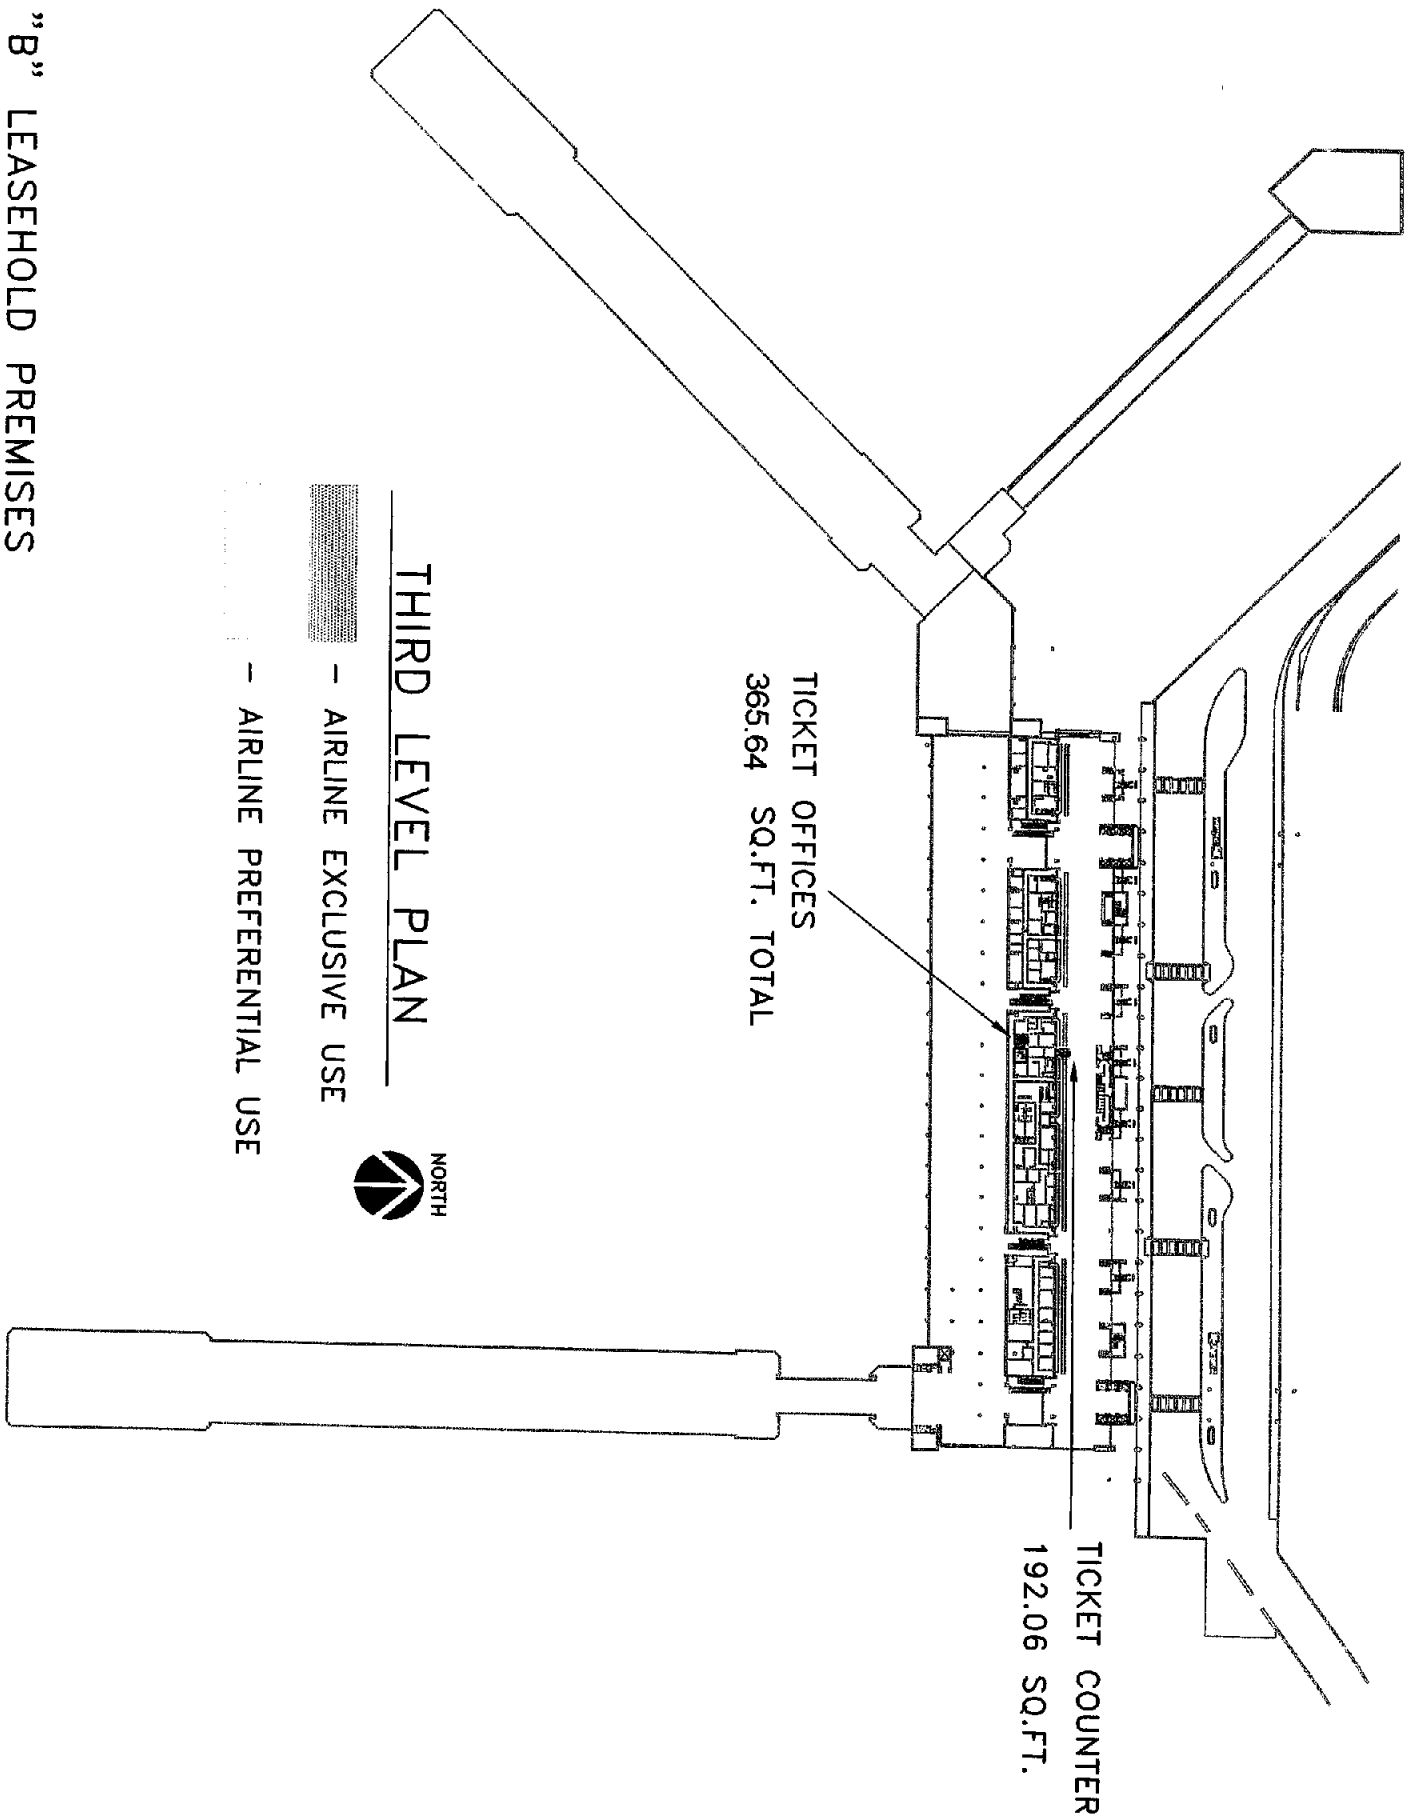 TICKET COUNTER
192.06 SQ.FT.
TICKET OFFICES
365.64 SQ.FT. TOTAL
NORTH
THIRD LEVEL PLAN
- AIRLINE EXCLUSIVE USE
- AIRLINE PREFERENTIAL USE
"B" LEASEHOLD PREMISES